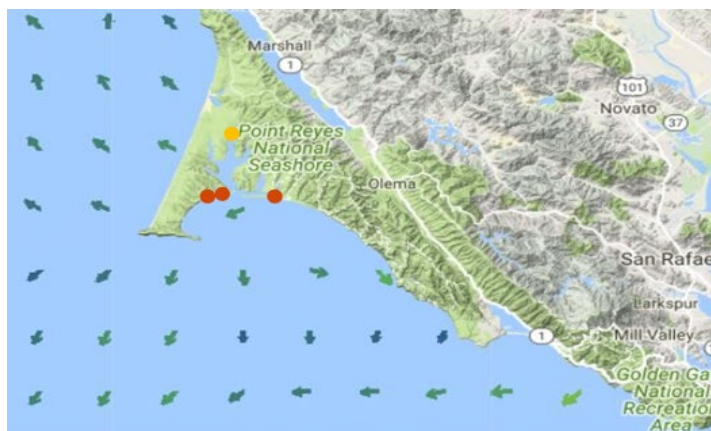 Marshall
1
101
Novato
37
Point Reyes
National
Seashore
Olema
San Rafae
Larkspur
1
Mill Valley
Golden Ga
National
Recreation
Area